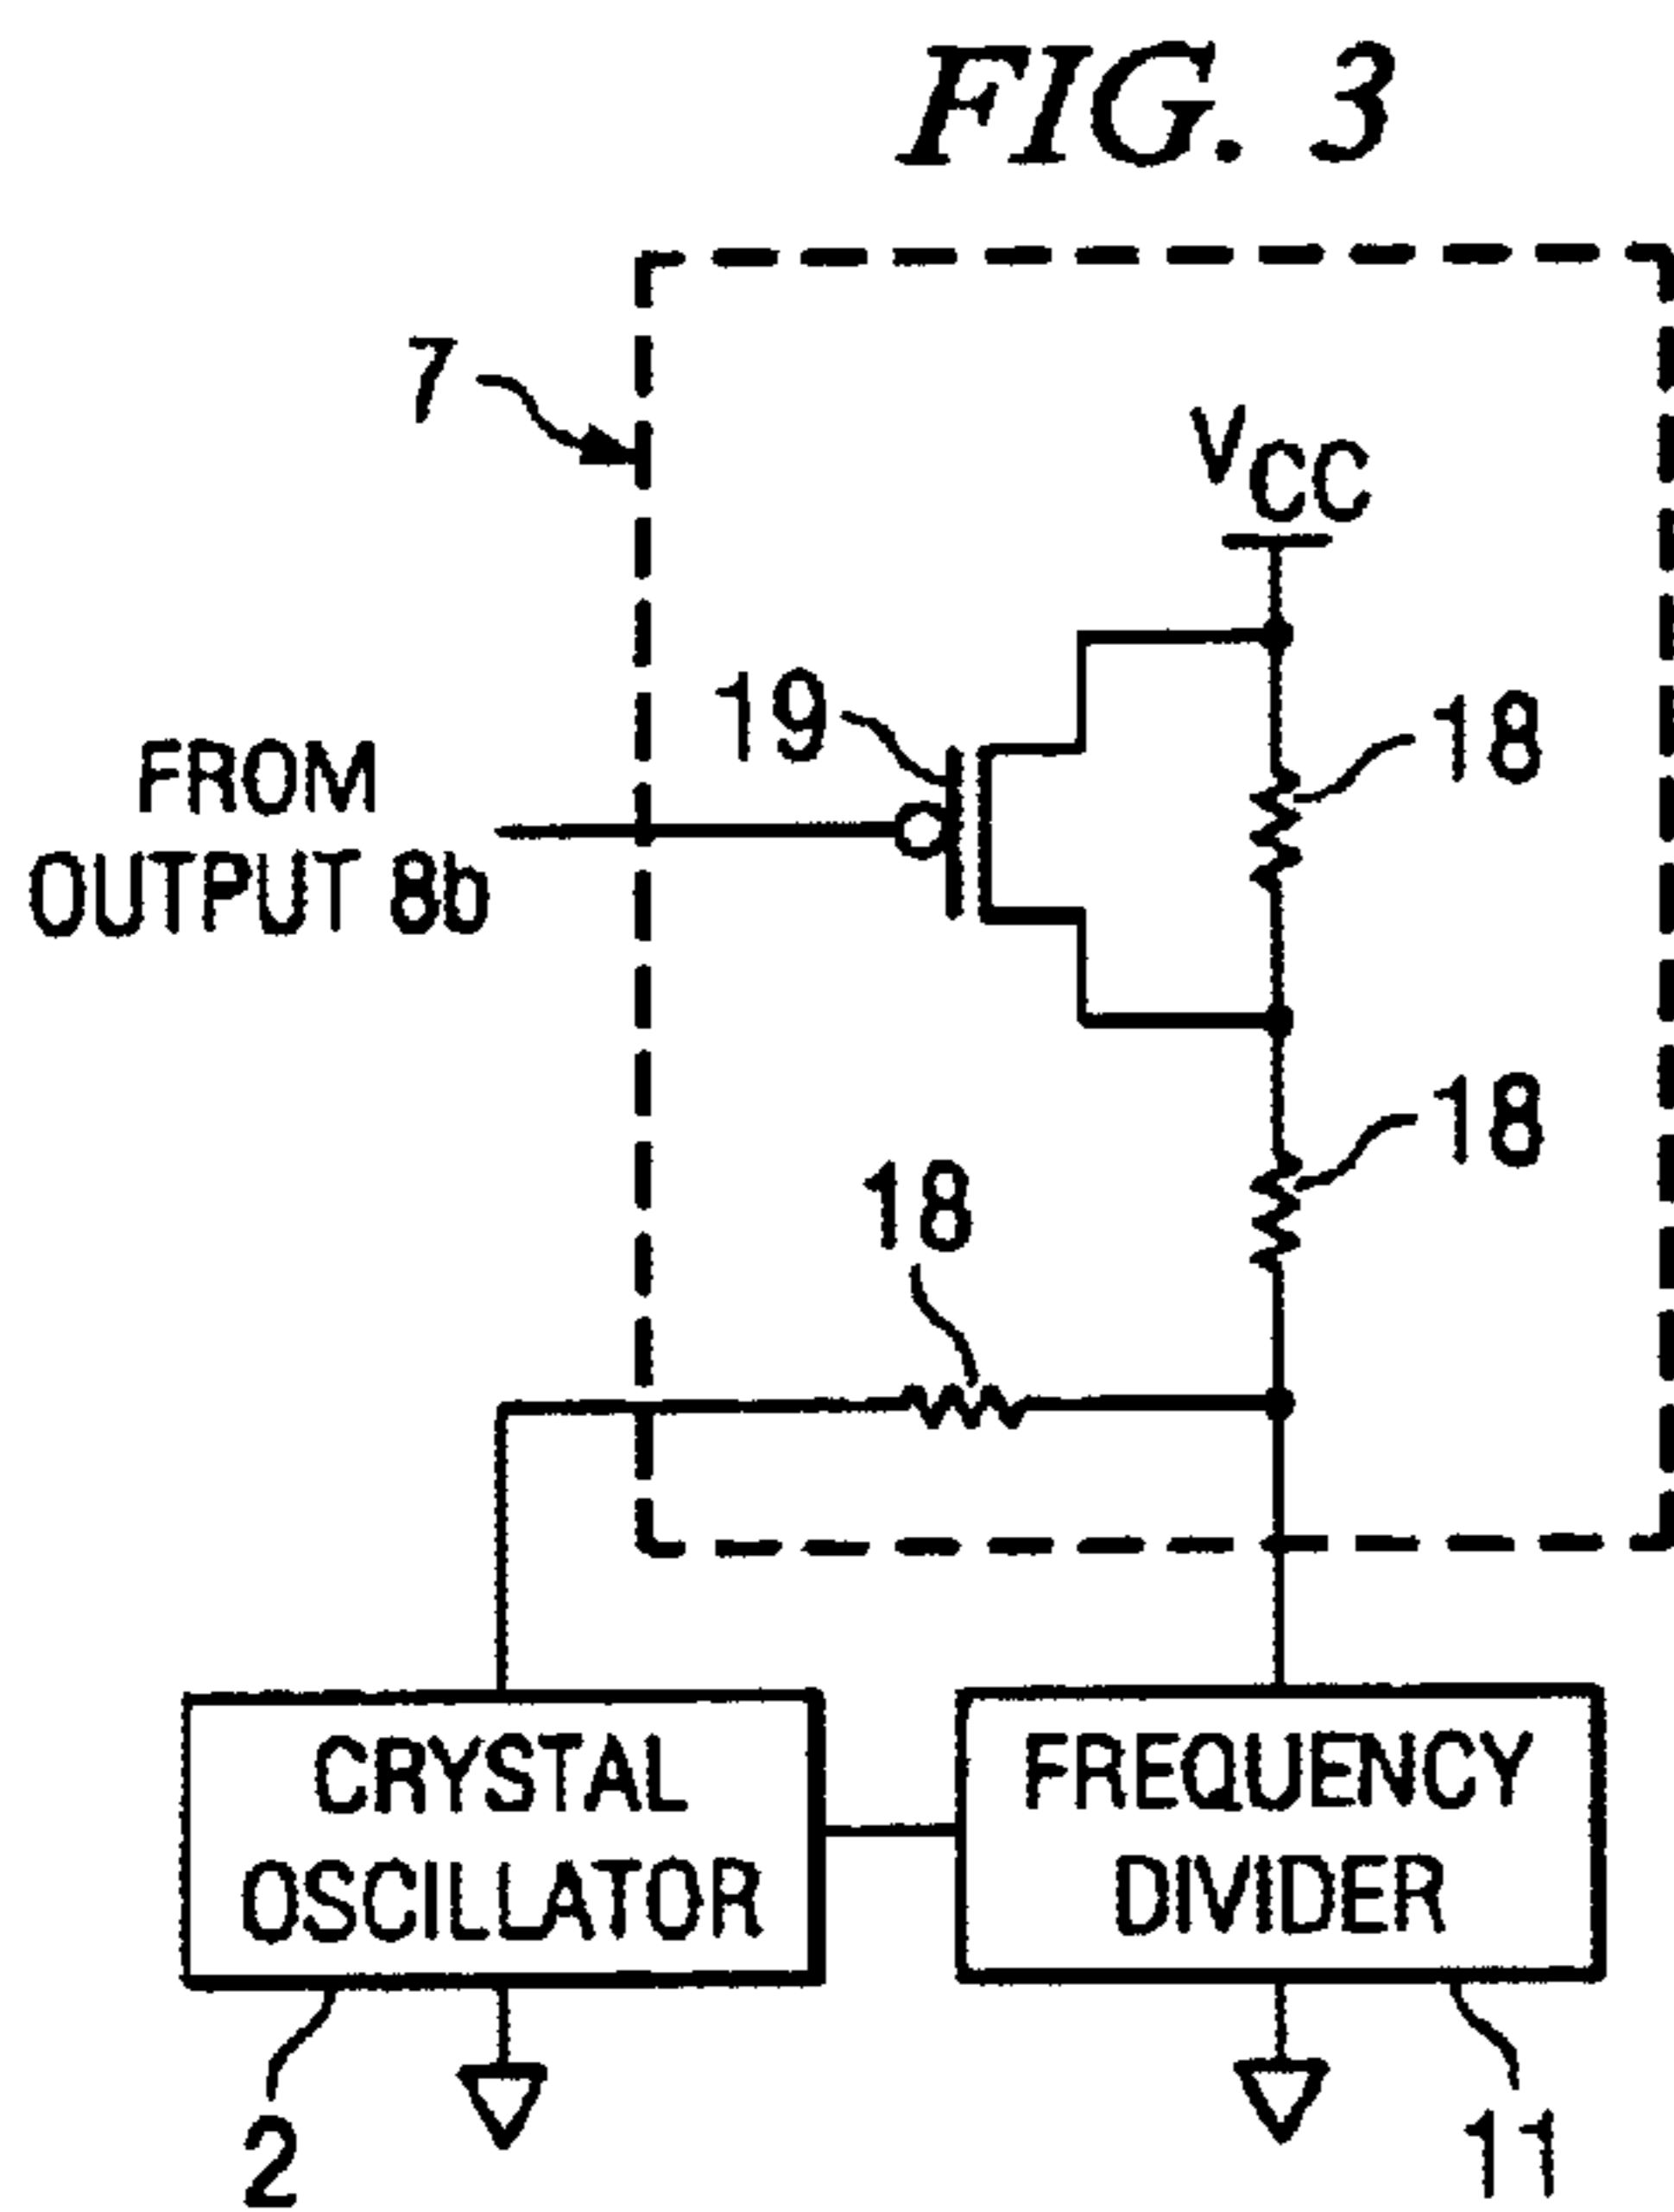 FIG. 3
7
VCC
19
18
FROM
OUTPUT 8b
18
18
CRYSTAL
OSCILLATOR
FREQUENCY
DIVIDER
2
11